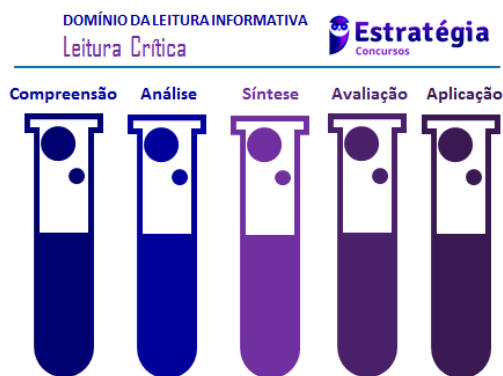 DOMÍNIO DA LEITURA INFORMATIVA
Leitura Crítica
Estratégia
Concursos
Compreensão Análise Síntese Avaliação Aplicação